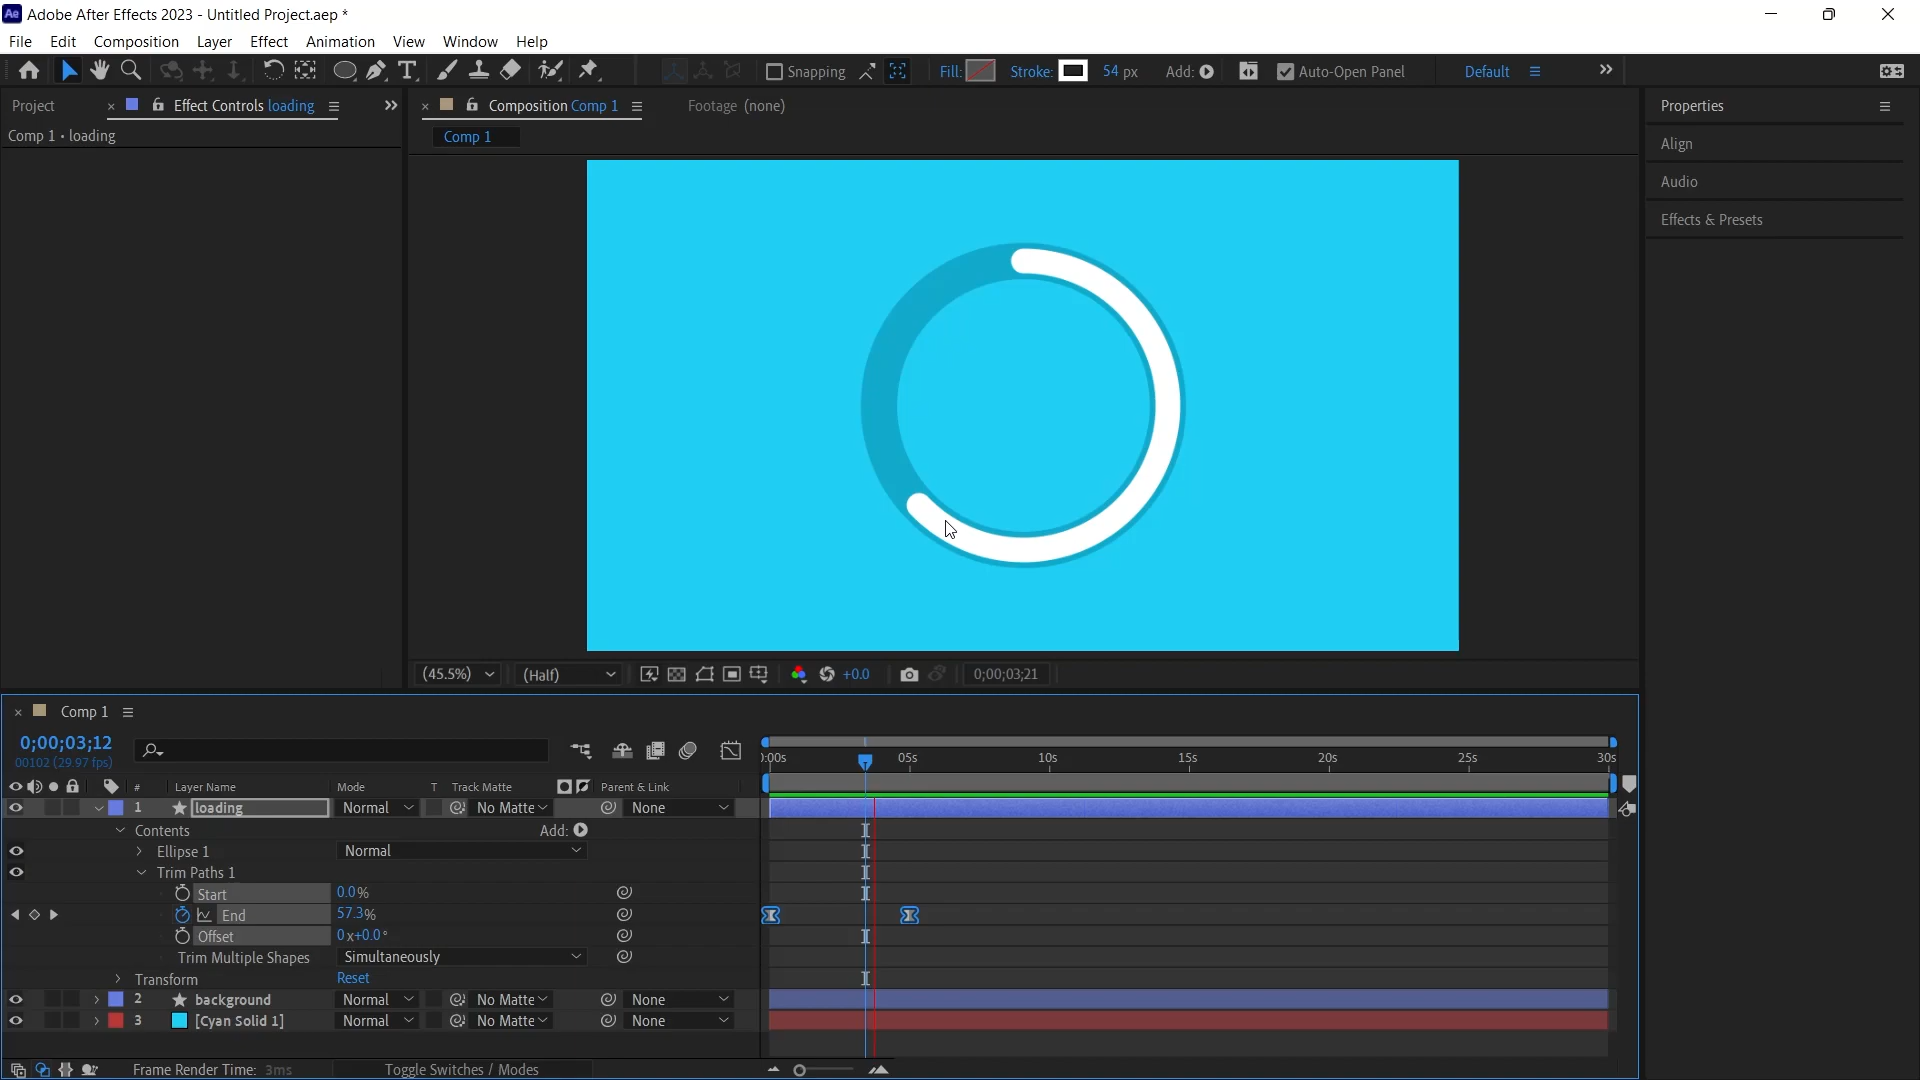 Ae Adobe After Effects 2023 - Untitled Project.aep *
File Edit Composition Layer Effect Animation View Window Help
Snapping Fill: Stroke: 54 px Add: Auto-Open Panel Default
Project Effect Controls loading Composition Comp 1 Footage (none) Properties
Comp 1 • loading
Comp 1
Align
Audio
Effects & Presets
(45.5%) (Half) +0.0 0;00;03;21
Comp 1
0;00;03;12
00102 (29.97 fps)
:00s 05s 10s 15s 20s 25s 30s
# Layer Name Mode T Track Matte Parent & Link
1 loading Normal No Matte None
Contents Add:
Ellipse 1 Normal
Trim Paths 1
Start 0.0%
End 57.3%
Offset 0x+0.0°
Trim Multiple Shapes Simultaneously
Transform Reset
2 background Normal No Matte None
3 [Cyan Solid 1] Normal No Matte None
Frame Render Time: 3ms Toggle Switches / Modes